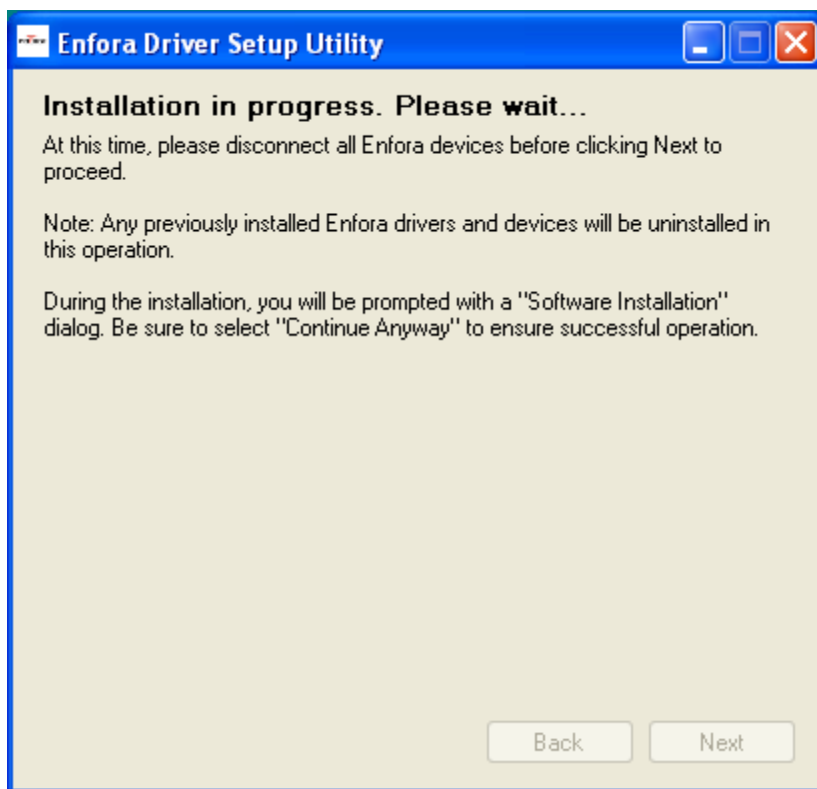 Enfora Driver Setup Utility
Installation in progress. Please wait...
At this time, please disconnect all Enfora devices before clicking Next to
proceed.
Note: Any previously installed Enfora drivers and devices will be uninstalled in
this operation.
During the installation, you will be prompted with a "Software Installation"
dialog. Be sure to select "Continue Anyway" to ensure successful operation.
Back Next